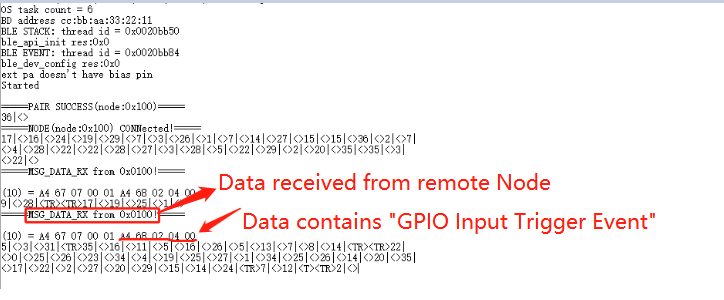 OS task count = 6
BD address cc:bb:aa:33:22:11
BLE STACK: thread id = 0x0020bb50
ble_api_init res:0x0
BLE EVENT: thread id = 0x0020bb84
ble_dev_config res:0x0
ext pa doesn't have bias pin
Started
=====PAIR SUCCESS(node:0x100)=====
36|<>
=====NODE(node:0x100) CONNected!=====
17|<>16|<>24|<>19|<>29|<>7|<>3|<>26|<>1|<>7|<>14|<>27|<>15|<>15|<>36|<>2|<>7|
<>4|<>28|<>22|<>22|<>28|<>27|<>3|<>28|<>5|<>22|<>29|<>2|<>20|<>35|<>35|<>3|
<>22|<>
=====MSG_DATA_RX from 0x0100!=====
Data received from remote Node
(10) = A4 67 07 00 01 A4 68 02 04 00
9|<>28|<TR><TR>17|<>19|<>25|<>1|<
=====MSG_DATA_RX from 0x0100!=====
Data contains "GPIO Input Trigger Event"
(10) = A4 67 07 00 01 A4 68 02 04 00
5|<>3|<>31|<TR>35|<>16|<>11|<>5|<>16|<>26|<>5|<>13|<>7|<>8|<>14|<TR><TR>22|
<>0|<>25|<>26|<>23|<>34|<>4|<>19|<>25|<>27|<>1|<>34|<>25|<>26|<>14|<>20|<>35|
<>17|<>22|<>2|<>27|<>20|<>29|<>15|<>14|<>24|<TR>7|<>12|<T><TR>2|<>|